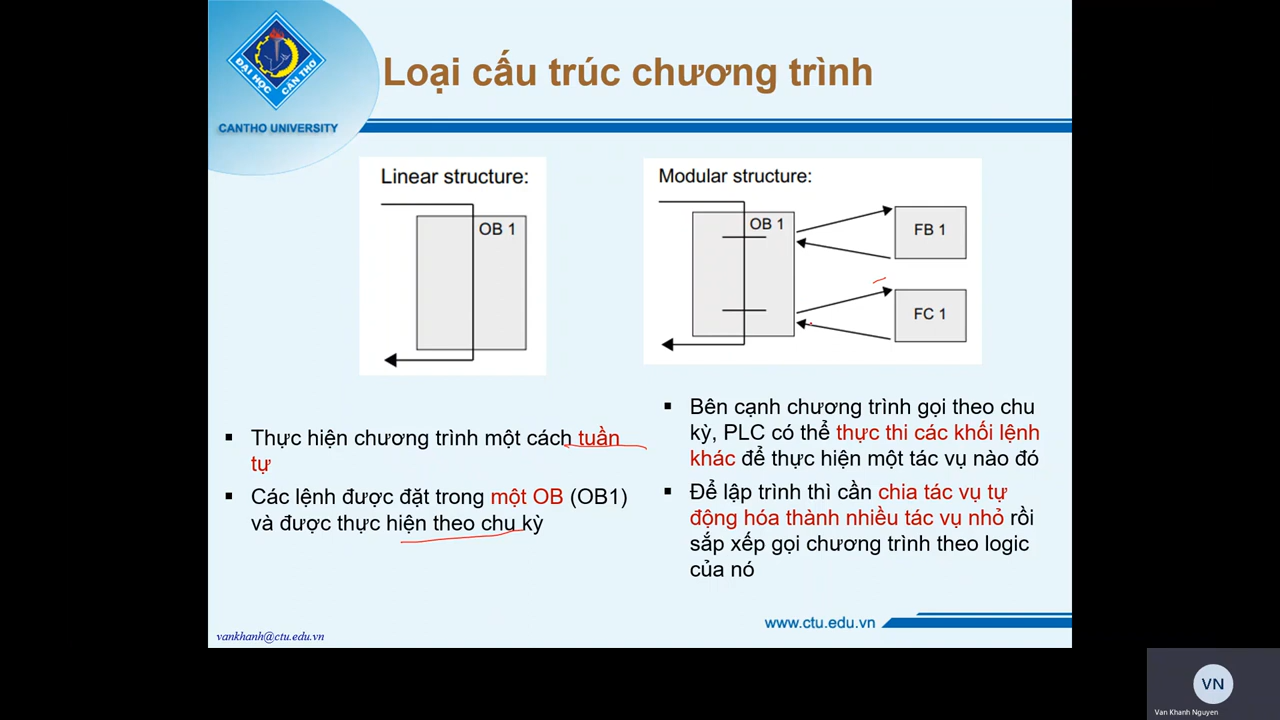 ĐẠI HỌC CẦN THƠ
CANTHO UNIVERSITY
Loại cấu trúc chương trình
Linear structure:
OB 1
Modular structure:
OB 1
FB 1
FC 1
▪ Thực hiện chương trình một cách tuần
tự
▪ Các lệnh được đặt trong một OB (OB1)
và được thực hiện theo chu kỳ
▪ Bên cạnh chương trình gọi theo chu
kỳ, PLC có thể thực thi các khối lệnh
khác để thực hiện một tác vụ nào đó
▪ Để lập trình thì cần chia tác vụ tự
động hóa thành nhiều tác vụ nhỏ rồi
sắp xếp gọi chương trình theo logic
của nó
vankhanh@ctu.edu.vn
www.ctu.edu.vn
VN
Van Khanh Nguyen